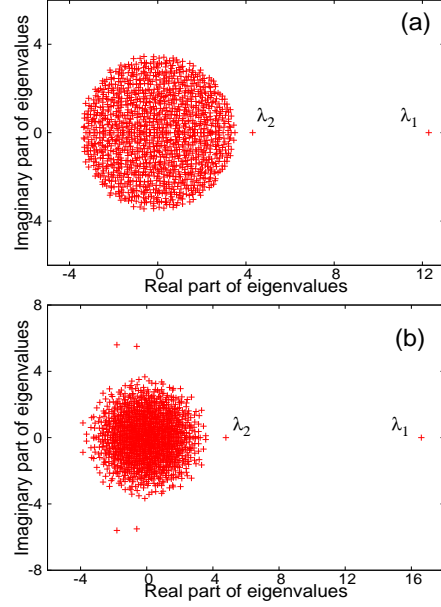 (a)
Imaginary part of eigenvalues
4
0
-4
λ2
λ1
-4 0 4 8 12
Real part of eigenvalues
(b)
Imaginary part of eigenvalues
8
4
0
-4
-8
λ2
λ1
-4 0 4 8 12 16
Real part of eigenvalues